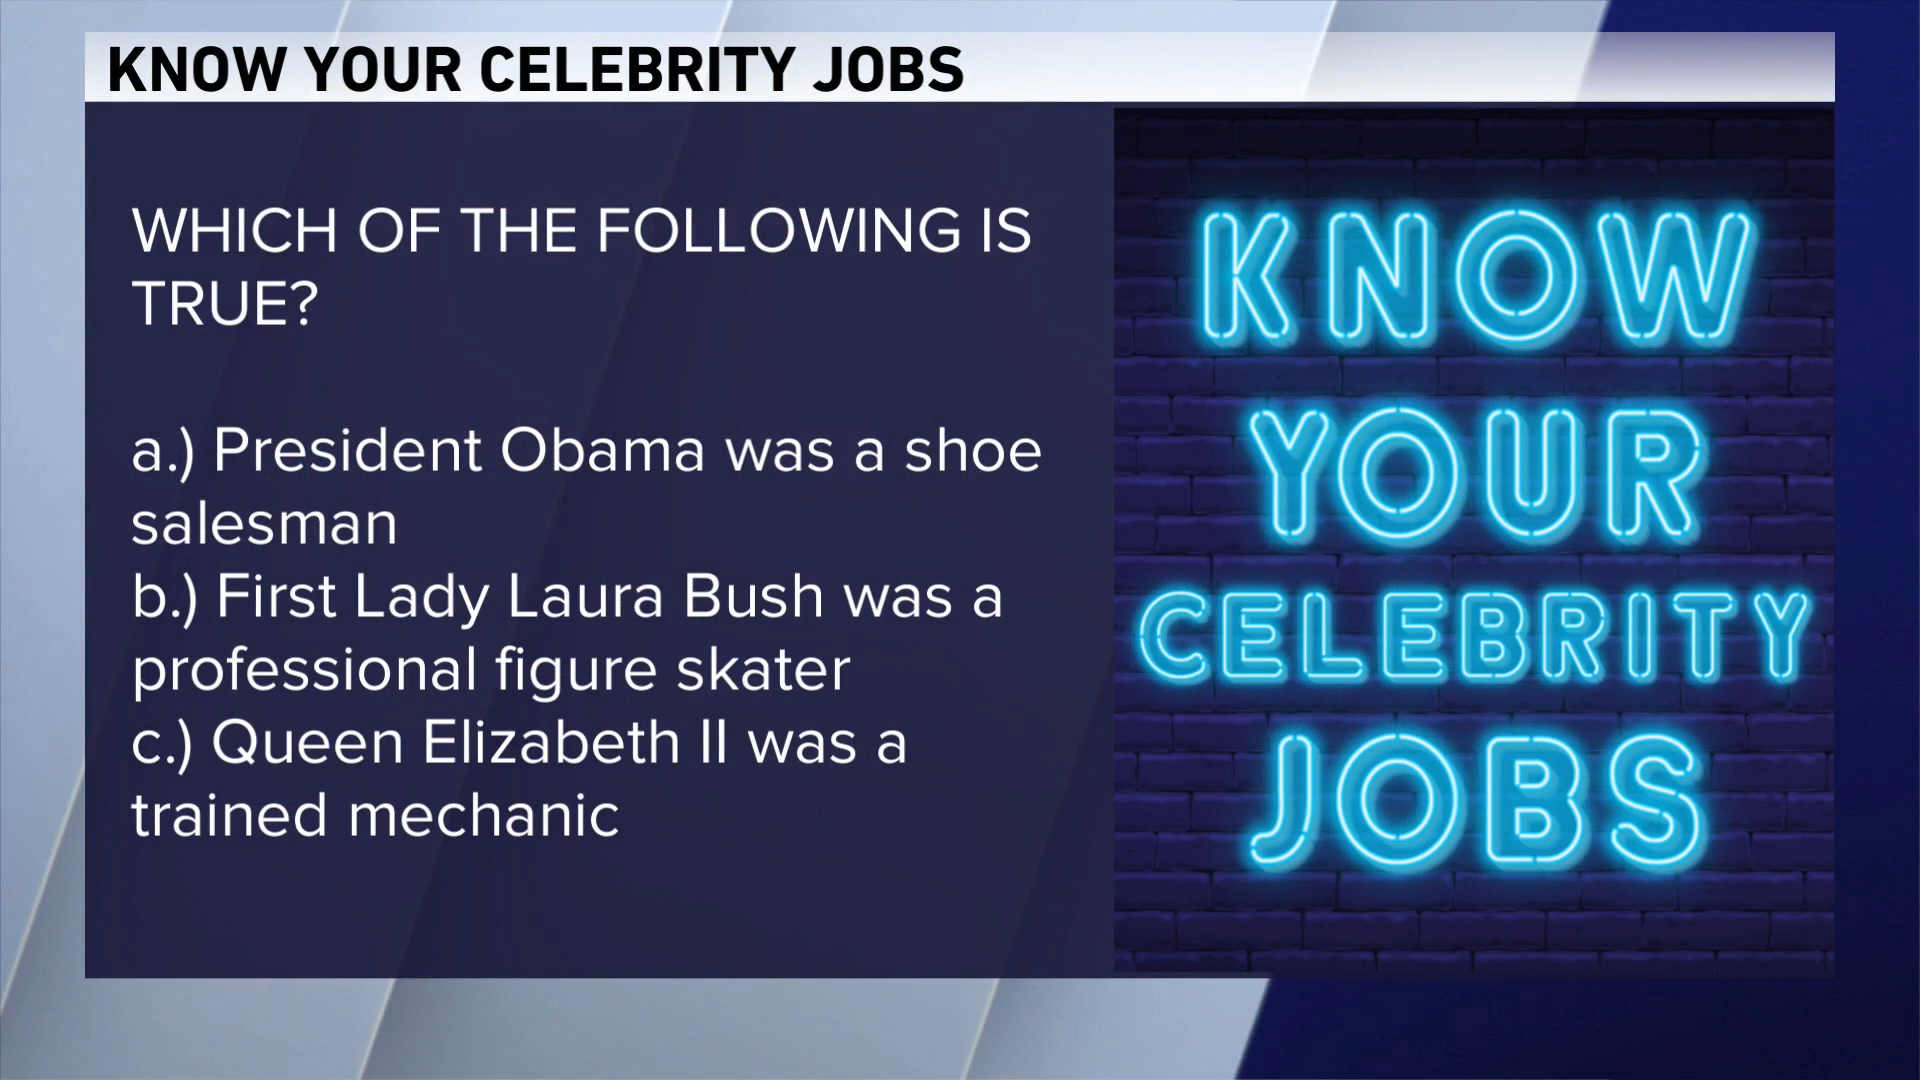 KNOW YOUR CELEBRITY JOBS
WHICH OF THE FOLLOWING IS
TRUE?
a.) President Obama was a shoe
salesman
b.) First Lady Laura Bush was a
professional figure skater
c.) Queen Elizabeth II was a
trained mechanic
KNOW
YOUR
CELEBRITY
JOBS